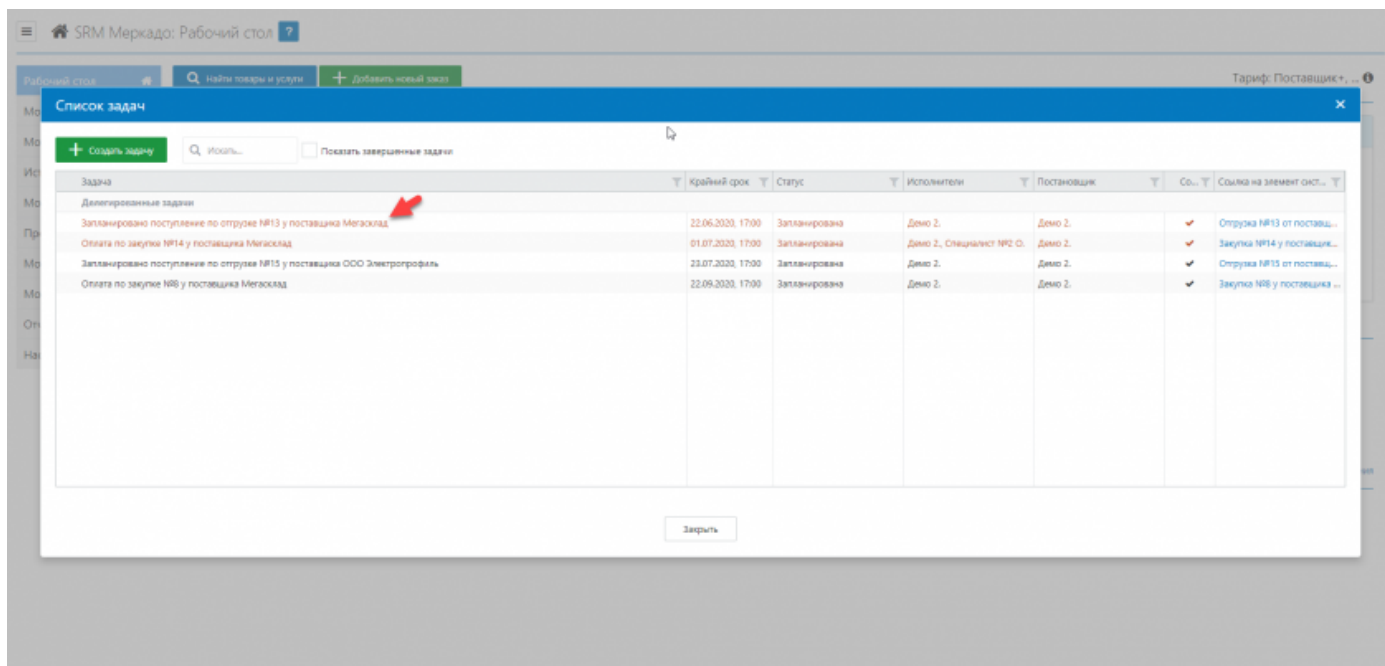 SRM Меркадо: Рабочий стол ?
Рабочий стол
Найти товары и услуги
Добавить новый заказ
Тариф: Поставщик+, ...
Список задач
Создать задачу
Искать...
Показать завершенные задачи
Задача Крайний срок Статус Исполнители Постановщик Со... Ссылка на элемент сист...
Делегированные задачи
Запланировано поступление по отгрузке №13 у поставщика Мегасклад 22.06.2020, 17:00 Запланирована Демо 2. Демо 2. Отгрузка №13 от поставщ...
Оплата по закупке №14 у поставщика Мегасклад 01.07.2020, 17:00 Запланирована Демо 2., Специалист №2 О. Демо 2. Закупка №14 у поставщик...
Запланировано поступление по отгрузке №15 у поставщика ООО Электропрофиль 23.07.2020, 17:00 Запланирована Демо 2. Демо 2. Отгрузка №15 от поставщ...
Оплата по закупке №8 у поставщика Мегасклад 22.09.2020, 17:00 Запланирована Демо 2. Демо 2. Закупка №8 у поставщика ...
Закрыть